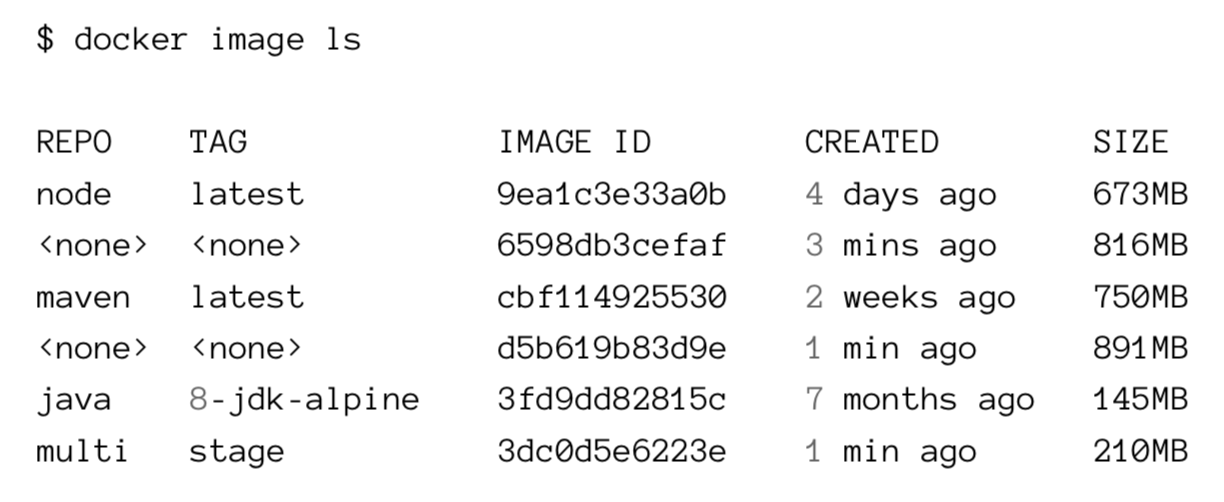 $ docker image ls
REPO TAG IMAGE ID CREATED SIZE
node latest 9ea1c3e33a0b 4 days ago 673MB
<none> <none> 6598db3cefaf 3 mins ago 816MB
maven latest cbf114925530 2 weeks ago 750MB
<none> <none> d5b619b83d9e 1 min ago 891MB
java 8-jdk-alpine 3fd9dd82815c 7 months ago 145MB
multi stage 3dc0d5e6223e 1 min ago 210MB